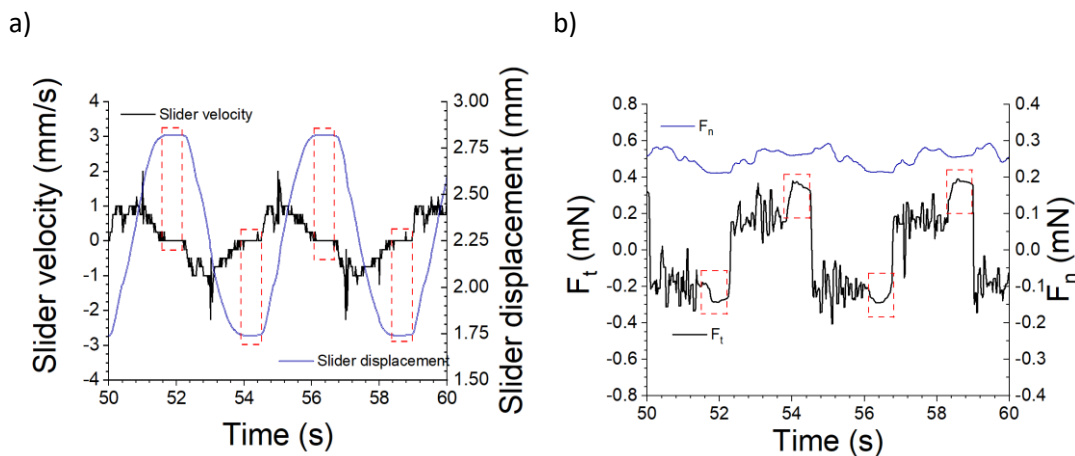 a)
b)
Slider velocity (mm/s)
4
3
2
1
0
-1
-2
-3
-4
Slider velocity
Slider displacement
3.00
2.75
2.50
2.25
2.00
1.75
1.50
Slider displacement (mm)
50 52 54 56 58 60
Time (s)
F_t (mN)
0.8
0.6
0.4
0.2
0.0
-0.2
-0.4
-0.6
-0.8
F_n
F_t
0.4
0.3
0.2
0.1
0.0
-0.1
-0.2
-0.3
-0.4
F_n (mN)
50 52 54 56 58 60
Time (s)